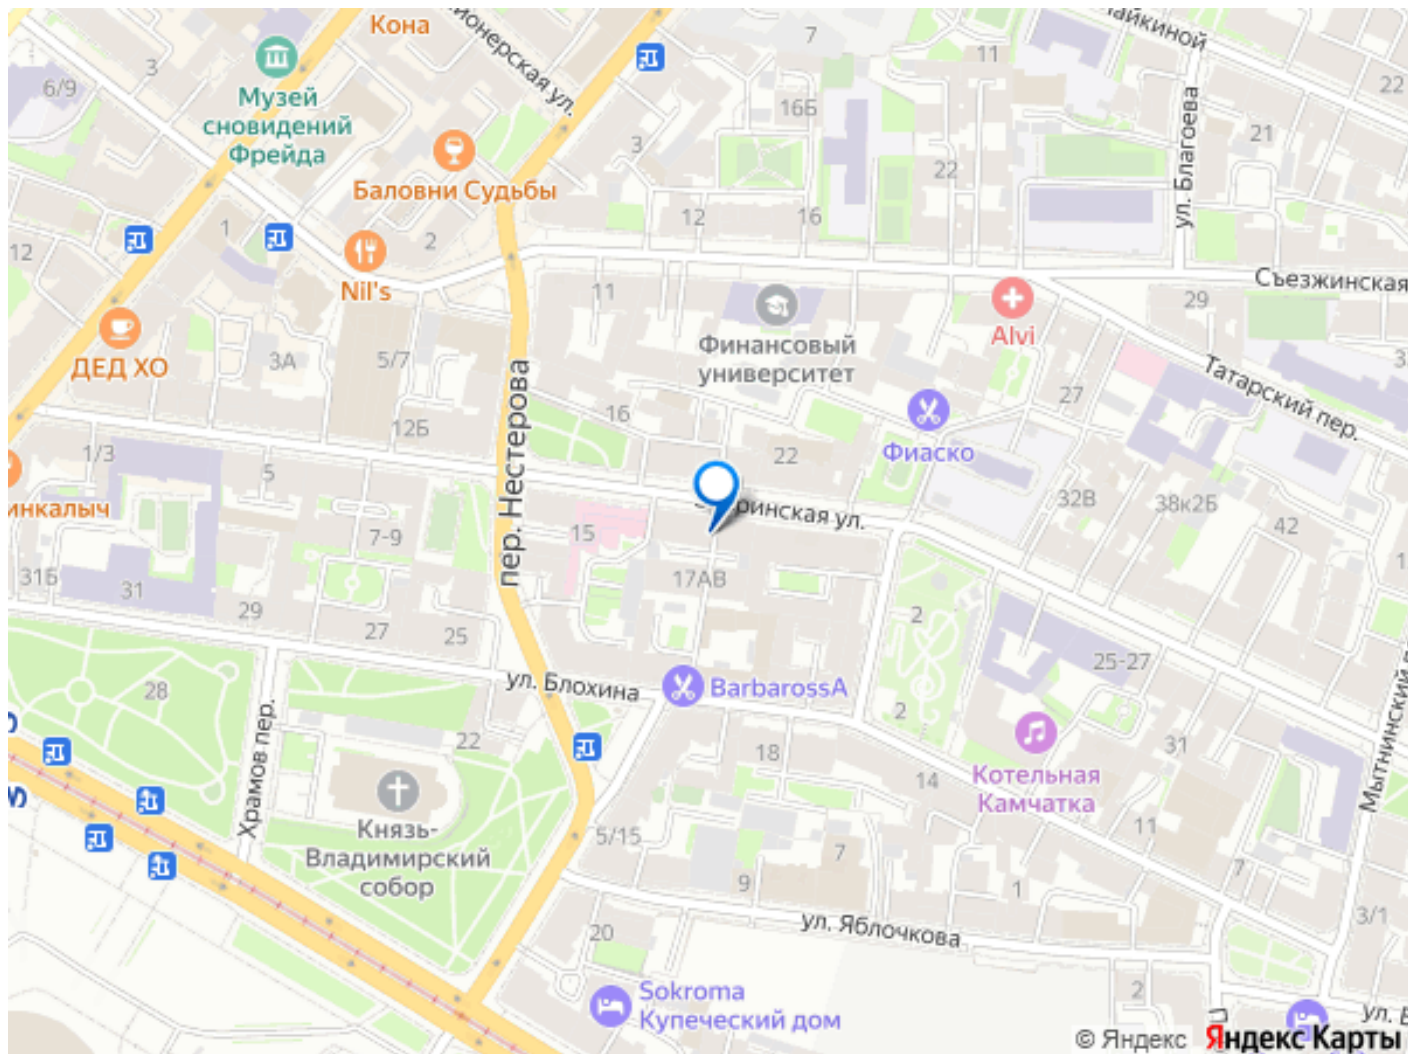 Кона
ионерская ул.
айкиной
7
11
3
6/9
22
Музей
сновидений
Фрейда
16Б
21
3
ул. Благоева
Баловни Судьбы
22
12
16
1
2
12
Съезжинская
Nil's
11
29
Финансовый
университет
Alvi
ДЕД ХО
3А
5/7
Татарский пер.
3
27
16
12Б
пер. Нестерова
1/3
5
22
Фиаско
инкалыч
32В
38к2Б
ринская ул.
42
7-9
15
1
31Б
31
17АВ
29
27
25
2
25-27
28
ул. Блохина
BarbarossA
2
Храмов пер.
22
18
14
31
Котельная
Камчатка
Мытнинский п
Князь-
Владимирский
собор
5/15
7
11
9
1
7
3/1
20
ул. Яблочкова
Sokroma
Купеческий дом
2
ул. Б
© Яндекс
Яндекс Карты